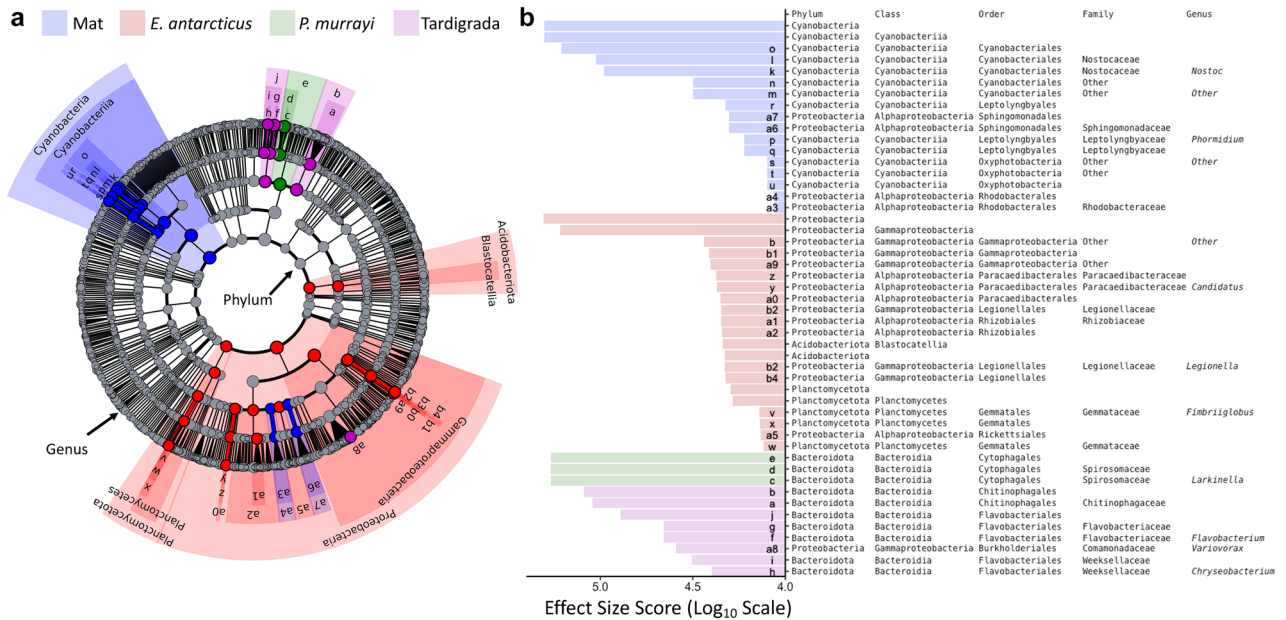 a
Mat E. antarcticus P. murrayi Tardigrada
j
e
i g d b
h f c a
Cyanobacteria
Cyanobacteriia
o
Acidobacteriota
Blastocatellia
Phylum
Genus
b2 a9
b3 b0
b4 b1
a8
Gammaproteobacteria
Proteobacteria
v
w
x
Planctomycetes
Planctomycetota
y
z
a0
a1
a2
a3
a4
a5
a6
a7
b
Phylum Class Order Family Genus
Cyanobacteria
Cyanobacteria Cyanobacteriia
o Cyanobacteria Cyanobacteriia Cyanobacteriales
l Cyanobacteria Cyanobacteriia Cyanobacteriales Nostocaceae
k Cyanobacteria Cyanobacteriia Cyanobacteriales Nostocaceae Nostoc
n Cyanobacteria Cyanobacteriia Cyanobacteriales Other
m Cyanobacteria Cyanobacteriia Cyanobacteriales Other Other
r Cyanobacteria Cyanobacteriia Leptolyngbyales
a7 Proteobacteria Alphaproteobacteria Sphingomonadales
a6 Proteobacteria Alphaproteobacteria Sphingomonadales Sphingomonadaceae
p Cyanobacteria Cyanobacteriia Leptolyngbyales Leptolyngbyaceae Phormidium
q Cyanobacteria Cyanobacteriia Leptolyngbyales Leptolyngbyaceae
s Cyanobacteria Cyanobacteriia Oxyphotobacteria Other Other
t Cyanobacteria Cyanobacteriia Oxyphotobacteria Other
u Cyanobacteria Cyanobacteriia Oxyphotobacteria
a4 Proteobacteria Alphaproteobacteria Rhodobacterales
a3 Proteobacteria Alphaproteobacteria Rhodobacterales Rhodobacteraceae
Proteobacteria
Proteobacteria Gammaproteobacteria
b Proteobacteria Gammaproteobacteria Gammaproteobacteria Other Other
b1 Proteobacteria Gammaproteobacteria Gammaproteobacteria
a9 Proteobacteria Gammaproteobacteria Gammaproteobacteria Other
z Proteobacteria Alphaproteobacteria Paracaedibacterales Paracaedibacteraceae
y Proteobacteria Alphaproteobacteria Paracaedibacterales Paracaedibacteraceae Candidatus
a0 Proteobacteria Alphaproteobacteria Paracaedibacterales
b2 Proteobacteria Gammaproteobacteria Legionellales Legionellaceae
a1 Proteobacteria Alphaproteobacteria Rhizobiales Rhizobiaceae
a2 Proteobacteria Alphaproteobacteria Rhizobiales
Acidobacteriota Blastocatellia
Acidobacteriota
b2 Proteobacteria Gammaproteobacteria Legionellales Legionellaceae Legionella
b4 Proteobacteria Gammaproteobacteria Legionellales
Planctomycetota
Planctomycetota Planctomycetes
v Planctomycetota Planctomycetes Gemmatales Gemmataceae Fimbriiglobus
x Planctomycetota Planctomycetes Gemmatales
a5 Proteobacteria Alphaproteobacteria Rickettsiales
w Planctomycetota Planctomycetes Gemmatales Gemmataceae
e Bacteroidota Bacteroidia Cytophagales
d Bacteroidota Bacteroidia Cytophagales Spirosomaceae
c Bacteroidota Bacteroidia Cytophagales Spirosomaceae Larkinella
b Bacteroidota Bacteroidia Chitinophagales
a Bacteroidota Bacteroidia Chitinophagales Chitinophagaceae
j Bacteroidota Bacteroidia Flavobacteriales
g Bacteroidota Bacteroidia Flavobacteriales Flavobacteriaceae
f Bacteroidota Bacteroidia Flavobacteriales Flavobacteriaceae Flavobacterium
a8 Proteobacteria Gammaproteobacteria Burkholderiales Comamonadaceae Variovorax
i Bacteroidota Bacteroidia Flavobacteriales Weeksellaceae
h Bacteroidota Bacteroidia Flavobacteriales Weeksellaceae Chryseobacterium
5.0 4.5 4.0
Effect Size Score (Log10 Scale)